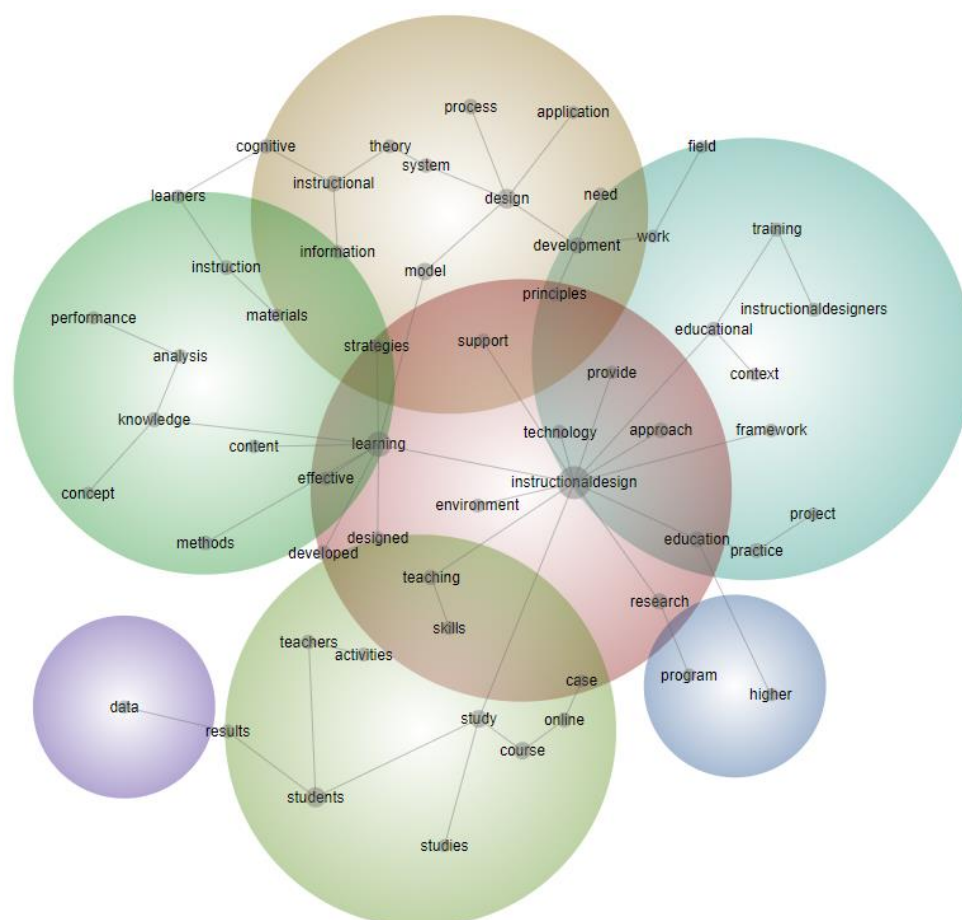 process
application
cognitive
theory
field
system
instructional
learners
design
need
training
information
development
work
instruction
model
principles
materials
instructionaldesigners
performance
educational
strategies
support
analysis
provide
context
knowledge
technology
approach
framework
content
learning
effective
instructionaldesign
concept
environment
project
methods
designed
education
developed
practice
teaching
research
skills
teachers
activities
program
case
higher
data
study
online
results
course
students
studies